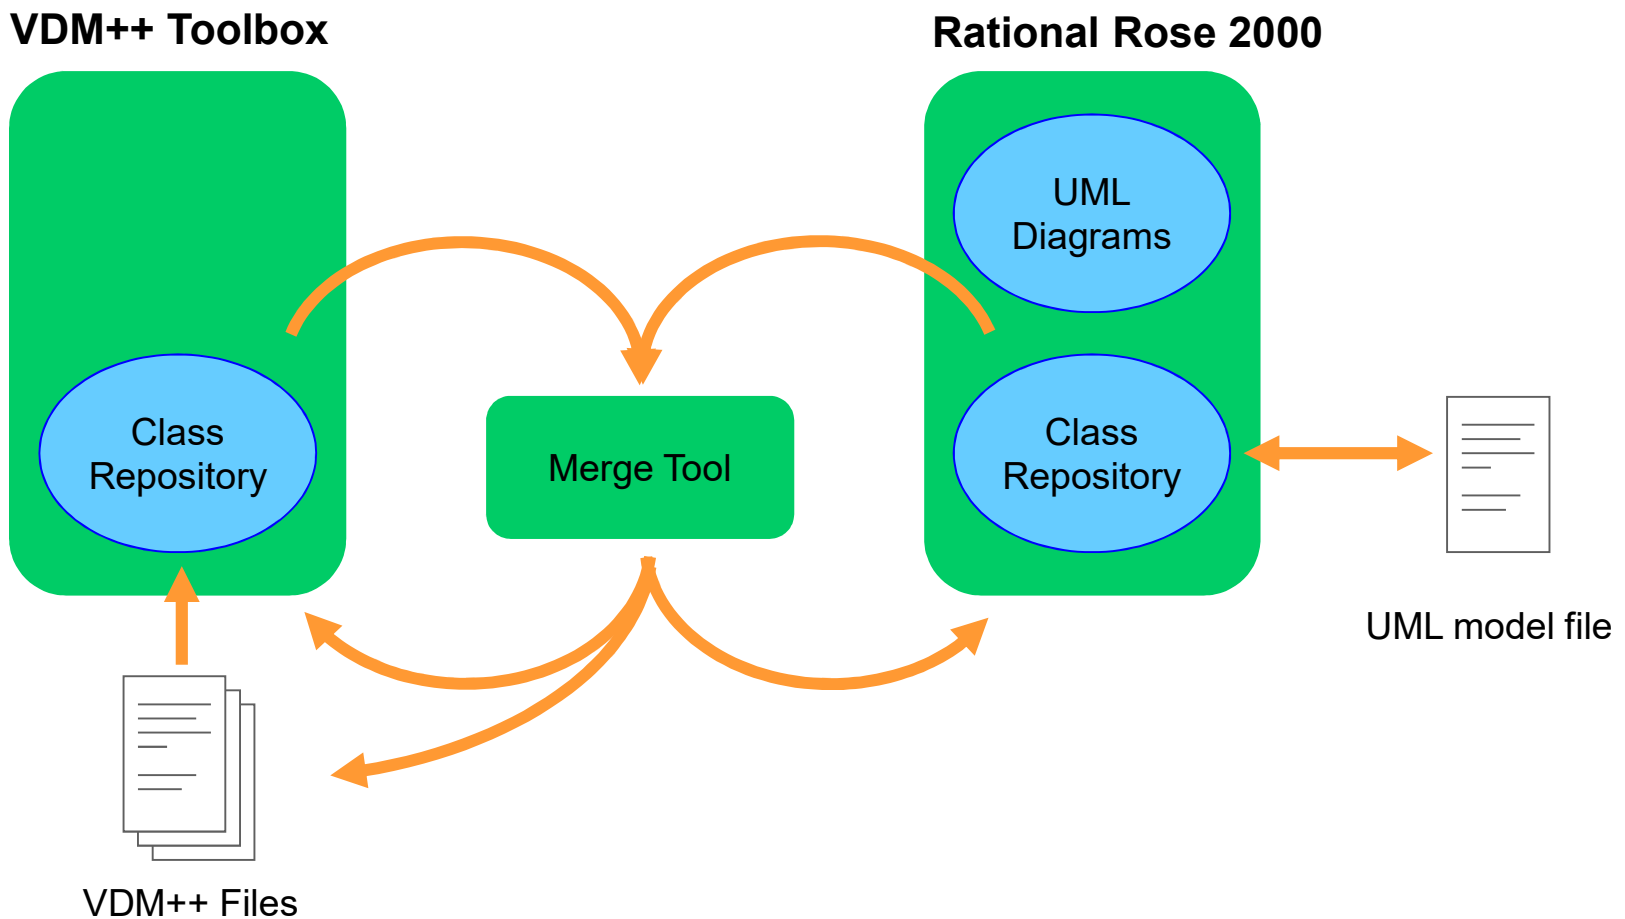 VDM++ Toolbox
Rational Rose 2000
UML
Diagrams
Class
Repository
Merge Tool
Class
Repository
UML model file
VDM++ Files